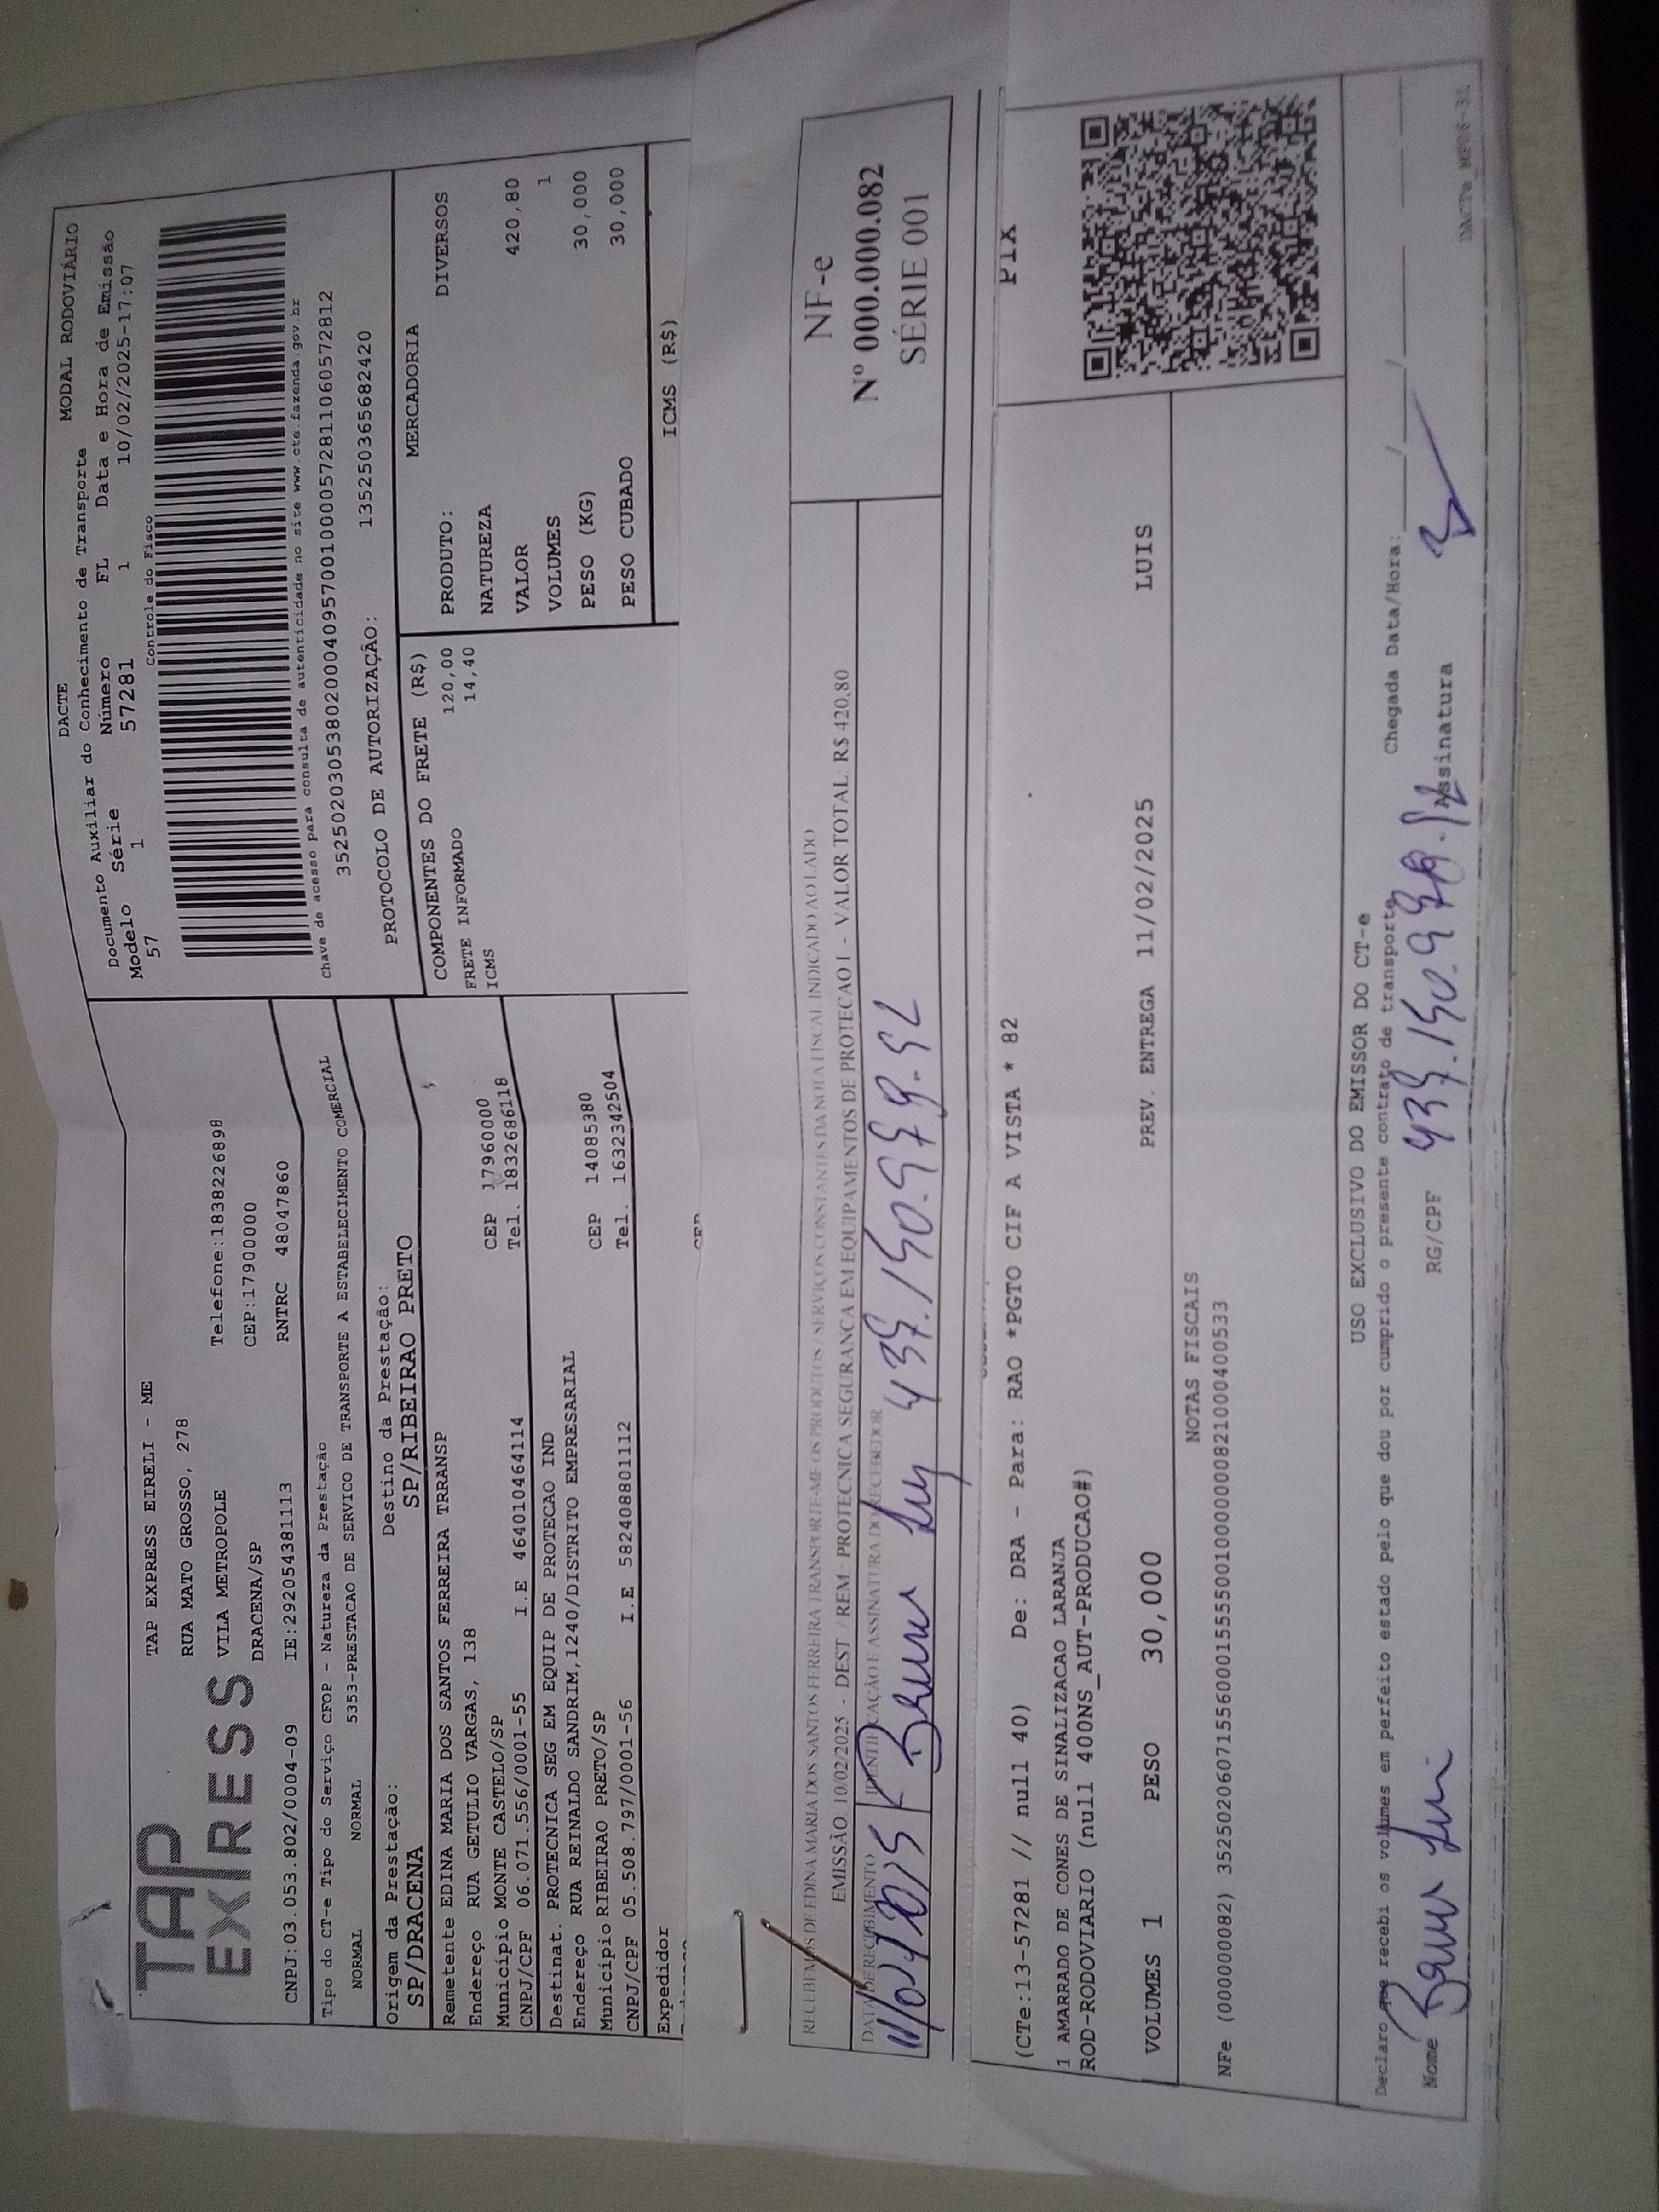 TAP EXPRESS
TAP EXPRESS EIRELI - ME
RUA MATO GROSSO, 278
VILA METROPOLE Telefone:1838226898
DRACENA/SP CEP:17900000
CNPJ:03.053.802/0004-09 IE:292054381113 RNTRC 48047860
DACTE MODAL RODOVIÁRIO
Documento Auxiliar do Conhecimento de Transporte
Modelo Série Número FL Data e Hora de Emissão
57 1 57281 1 10/02/2025-17:07
Controle do Fisco
Chave de acesso para consulta de autenticidade no site www.cte.fazenda.gov.br
35250203053802000409570010000572811060572812
PROTOCOLO DE AUTORIZAÇÃO: 135250365682420
Tipo do CT-e Tipo do Serviço CFOP - Natureza da Prestação
NORMAL NORMAL 5353-PRESTACAO DE SERVICO DE TRANSPORTE A ESTABELECIMENTO COMERCIAL
Origem da Prestação: Destino da Prestação:
SP/DRACENA SP/RIBEIRAO PRETO
Remetente EDINA MARIA DOS SANTOS FERREIRA TRRANSP
Endereço RUA GETULIO VARGAS, 138
Município MONTE CASTELO/SP CEP 17960000
CNPJ/CPF 06.071.556/0001-55 I.E 464010464114 Tel. 1832686118
Destinat. PROTECNICA SEG EM EQUIP DE PROTECAO IND
Endereço RUA REINALDO SANDRIM,1240/DISTRITO EMPRESARIAL
Município RIBEIRAO PRETO/SP CEP 14085380
CNPJ/CPF 05.508.797/0001-56 I.E 582408801112 Tel. 1632342504
Expedidor
COMPONENTES DO FRETE (R$)
FRETE INFORMADO 120,00
ICMS 14,40
MERCADORIA
PRODUTO: DIVERSOS
NATUREZA
VALOR 420,80
VOLUMES 1
PESO (KG) 30,000
PESO CUBADO 30,000
ICMS (R$)
CEP
RECEBEMOS DE EDINA MARIA DOS SANTOS FERREIRA TRANSPORTE-ME OS PRODUTOS / SERVIÇOS CONSTANTES DA NOTA FISCAL INDICADO AO LADO
EMISSÃO: 10/02/2025 - DEST / REM: PROTECNICA SEGURANCA EM EQUIPAMENTOS DE PROTECAO I - VALOR TOTAL: R$ 420.80
DATA DE RECEBIMENTO IDENTIFICAÇÃO E ASSINATURA DO RECEBEDOR
NF-e
Nº 000.000.082
SÉRIE 001
(CTe:13-57281 // null 40) De: DRA - Para: RAO *PGTO CIF A VISTA * 82
PIX
1 AMARRADO DE CONES DE SINALIZACAO LARANJA
ROD-RODOVIARIO (null 400NS_AUT-PRODUCAO#)
VOLUMES 1 PESO 30,000 PREV. ENTREGA 11/02/2025 LUIS
NOTAS FISCAIS
NFe (000000082) 35250206071556000155550010000000821000400533
USO EXCLUSIVO DO EMISSOR DO CT-e
Declaro que recebi os volumes em perfeito estado pelo que dou por cumprido o presente contrato de transporte
Chegada Data/Hora: / /
Nome RG/CPF Assinatura